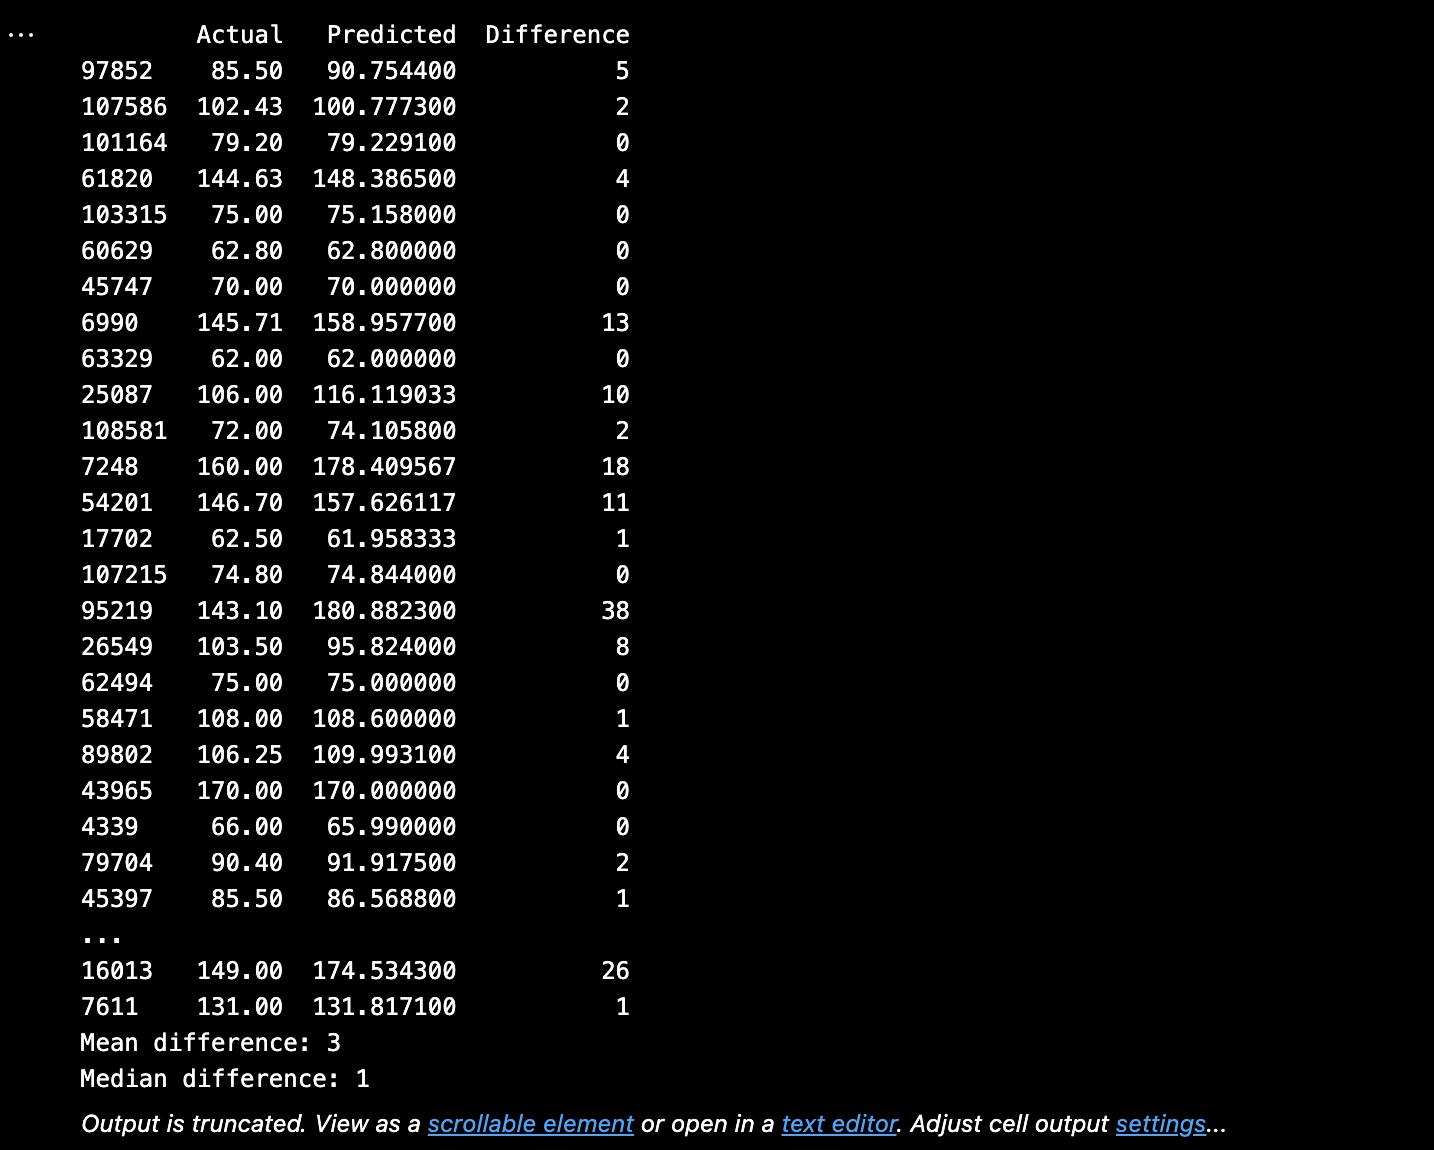 ... Actual Predicted Difference
97852 85.50 90.754400 5
107586 102.43 100.777300 2
101164 79.20 79.229100 0
61820 144.63 148.386500 4
103315 75.00 75.158000 0
60629 62.80 62.800000 0
45747 70.00 70.000000 0
6990 145.71 158.957700 13
63329 62.00 62.000000 0
25087 106.00 116.119033 10
108581 72.00 74.105800 2
7248 160.00 178.409567 18
54201 146.70 157.626117 11
17702 62.50 61.958333 1
107215 74.80 74.844000 0
95219 143.10 180.882300 38
26549 103.50 95.824000 8
62494 75.00 75.000000 0
58471 108.00 108.600000 1
89802 106.25 109.993100 4
43965 170.00 170.000000 0
4339 66.00 65.990000 0
79704 90.40 91.917500 2
45397 85.50 86.568800 1
...
16013 149.00 174.534300 26
7611 131.00 131.817100 1
Mean difference: 3
Median difference: 1
Output is truncated. View as a scrollable element or open in a text editor. Adjust cell output settings...